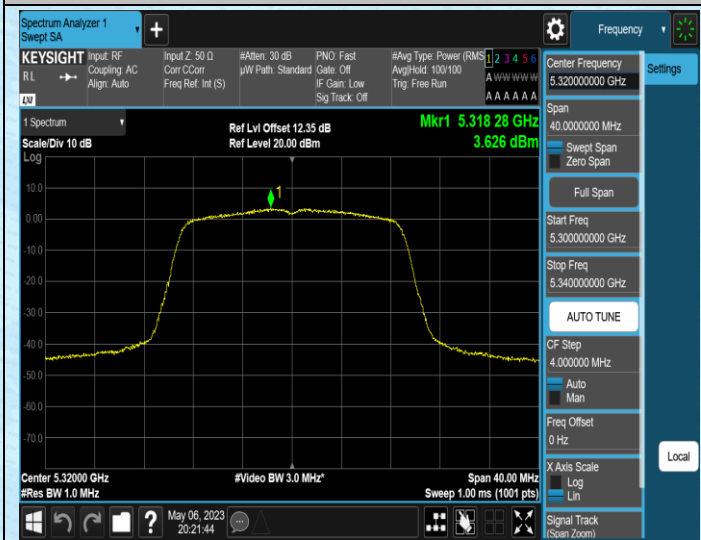 Spectrum Analyzer 1
Swept SA
Frequency
KEYSIGHT
R L
LXI
Input: RF
Coupling: AC
Align: Auto
Input Z: 50 Ω
Corr CCorr
Freq Ref: Int (S)
#Atten: 30 dB
µW Path: Standard
PNO: Fast
Gate: Off
IF Gain: Low
Sig Track: Off
#Avg Type: Power (RMS
Avg|Hold: 100/100
Trig: Free Run
1 2 3 4 5 6
A W W W W W
A A A A A A
1 Spectrum
Scale/Div 10 dB
Log
Ref Lvl Offset 12.35 dB
Ref Level 20.00 dBm
Mkr1 5.318 28 GHz
3.626 dBm
1
10.0
0.00
-10.0
-20.0
-30.0
-40.0
-50.0
-60.0
-70.0
Center 5.32000 GHz
#Res BW 1.0 MHz
#Video BW 3.0 MHz*
Span 40.00 MHz
Sweep 1.00 ms (1001 pts)
?
May 06, 2023
20:21:44
Center Frequency
5.320000000 GHz
Span
40.0000000 MHz
Swept Span
Zero Span
Full Span
Start Freq
5.300000000 GHz
Stop Freq
5.340000000 GHz
AUTO TUNE
CF Step
4.000000 MHz
Auto
Man
Freq Offset
0 Hz
X Axis Scale
Log
Lin
Signal Track
(Span Zoom)
Settings
Local